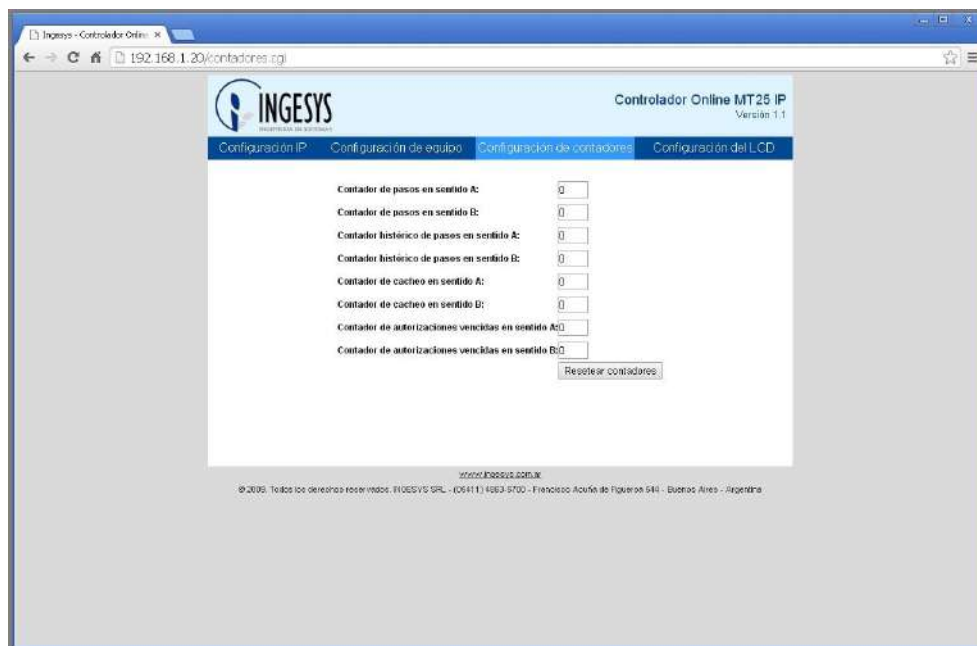 Ingesys - Controlador Online
192.168.1.20/contadores.cgi
INGESYS
Controlador Online MT25 IP
Versión 1.1
Configuración IP Configuración de equipo Configuración de contadores Configuración del LCD
Contador de pasos en sentido A: 0
Contador de pasos en sentido B: 0
Contador histórico de pasos en sentido A: 0
Contador histórico de pasos en sentido B: 0
Contador de cacheo en sentido A: 0
Contador de cacheo en sentido B: 0
Contador de autorizaciones vencidas en sentido A: 0
Contador de autorizaciones vencidas en sentido B: 0
Resetear contadores
www.ingesys.com.ar
© 2009. Todos los derechos reservados. INGESYS SRL - (05411) 4863-5700 - Francisco Acuña de Figueroa 544 - Buenos Aires - Argentina